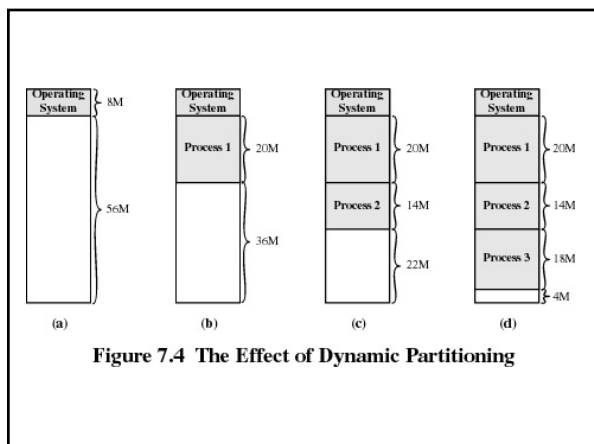 Operating
System
8M
56M
(a)
Operating
System
Process 1
20M
36M
(b)
Operating
System
Process 1
20M
Process 2
14M
22M
(c)
Operating
System
Process 1
20M
Process 2
14M
Process 3
18M
4M
(d)
Figure 7.4 The Effect of Dynamic Partitioning